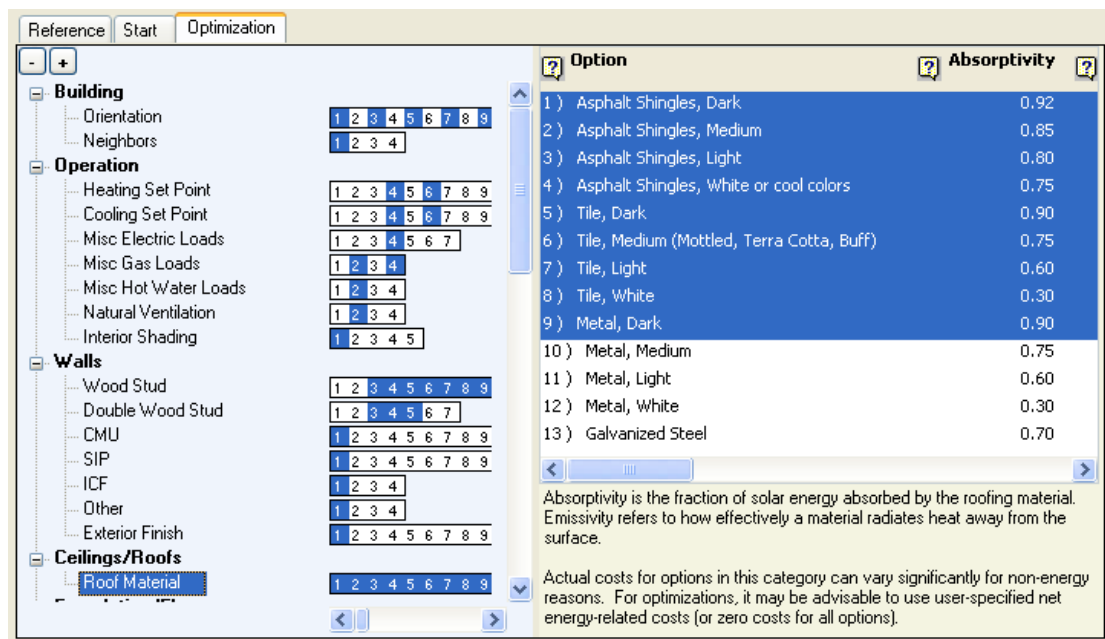 Reference Start Optimization
- +
Building
Orientation 1 2 3 4 5 6 7 8 9
Neighbors 1 2 3 4
Operation
Heating Set Point 1 2 3 4 5 6 7 8 9
Cooling Set Point 1 2 3 4 5 6 7 8 9
Misc Electric Loads 1 2 3 4 5 6 7
Misc Gas Loads 1 2 3 4
Misc Hot Water Loads 1 2 3 4
Natural Ventilation 1 2 3 4
Interior Shading 1 2 3 4 5
Walls
Wood Stud 1 2 3 4 5 6 7 8 9
Double Wood Stud 1 2 3 4 5 6 7
CMU 1 2 3 4 5 6 7 8 9
SIP 1 2 3 4 5 6 7 8 9
ICF 1 2 3 4
Other 1 2 3 4
Exterior Finish 1 2 3 4 5 6 7 8 9
Ceilings/Roofs
Roof Material 1 2 3 4 5 6 7 8 9
? Option ? Absorptivity ?
1 ) Asphalt Shingles, Dark 0.92
2 ) Asphalt Shingles, Medium 0.85
3 ) Asphalt Shingles, Light 0.80
4 ) Asphalt Shingles, White or cool colors 0.75
5 ) Tile, Dark 0.90
6 ) Tile, Medium (Mottled, Terra Cotta, Buff) 0.75
7 ) Tile, Light 0.60
8 ) Tile, White 0.30
9 ) Metal, Dark 0.90
10 ) Metal, Medium 0.75
11 ) Metal, Light 0.60
12 ) Metal, White 0.30
13 ) Galvanized Steel 0.70
Absorptivity is the fraction of solar energy absorbed by the roofing material.
Emissivity refers to how effectively a material radiates heat away from the
surface.
Actual costs for options in this category can vary significantly for non-energy
reasons. For optimizations, it may be advisable to use user-specified net
energy-related costs (or zero costs for all options).